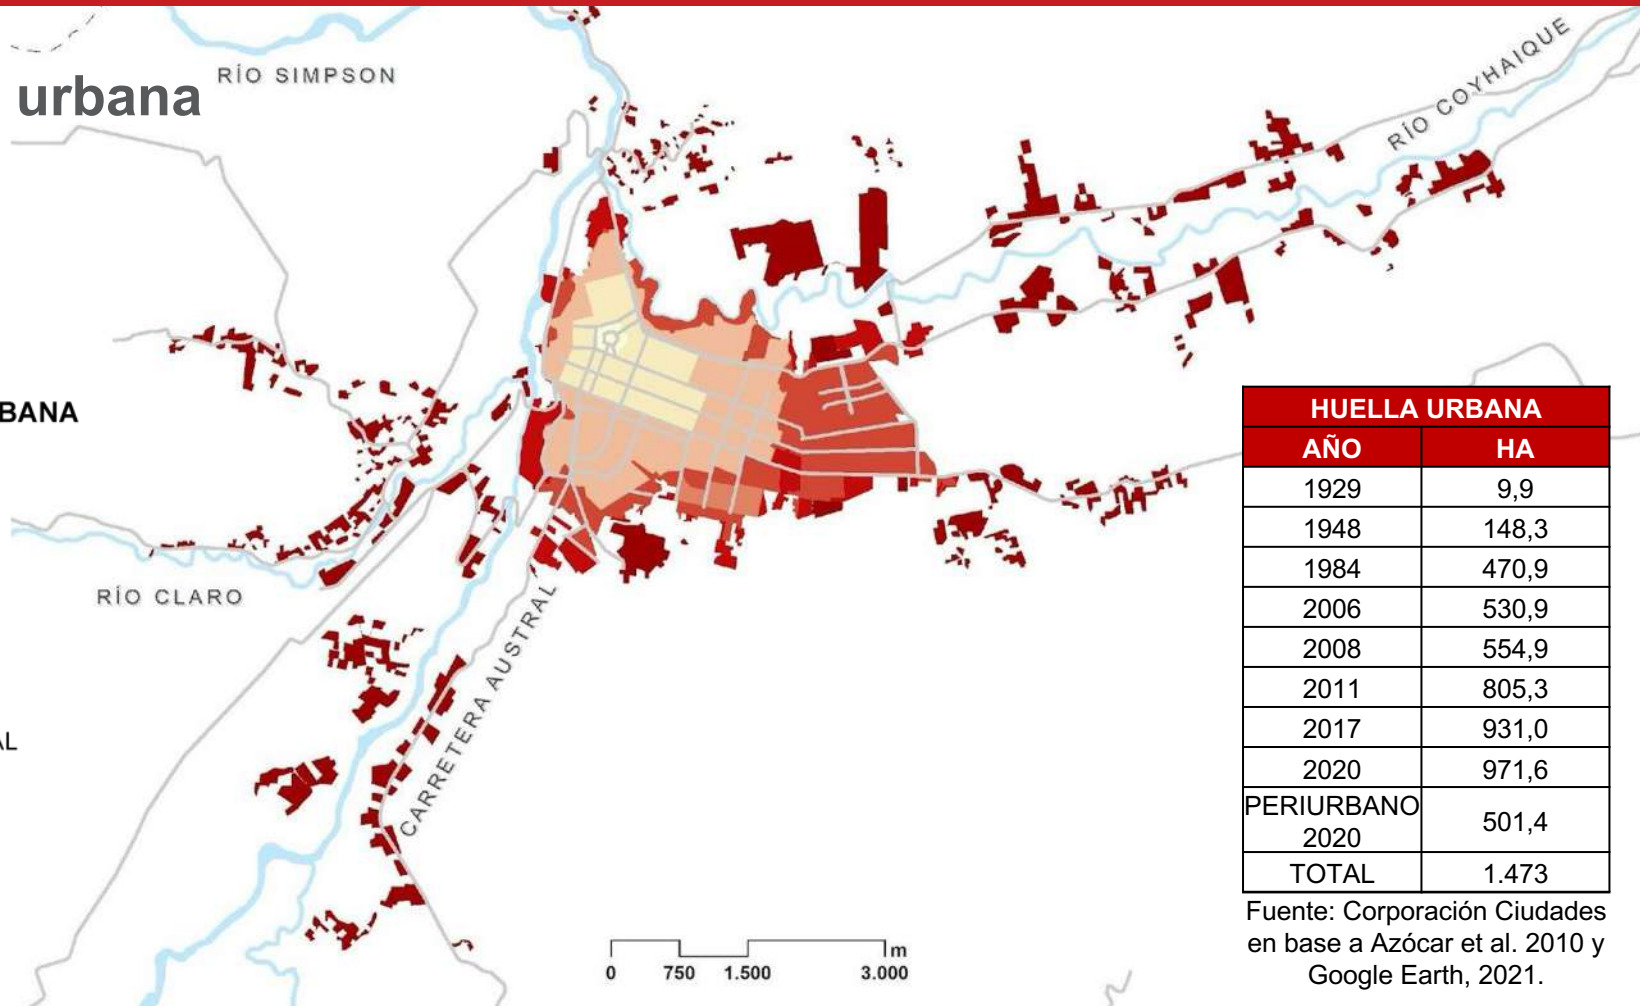 RÍO SIMPSON
urbana
RÍO COYHAIQUE
BANA
RÍO CLARO
CARRETERA AUSTRAL
AL
HUELLA URBANA
AÑO HA
1929 9,9
1948 148,3
1984 470,9
2006 530,9
2008 554,9
2011 805,3
2017 931,0
2020 971,6
PERIURBANO
2020 501,4
TOTAL 1.473
Fuente: Corporación Ciudades
en base a Azócar et al. 2010 y
Google Earth, 2021.
m
0 750 1.500 3.000